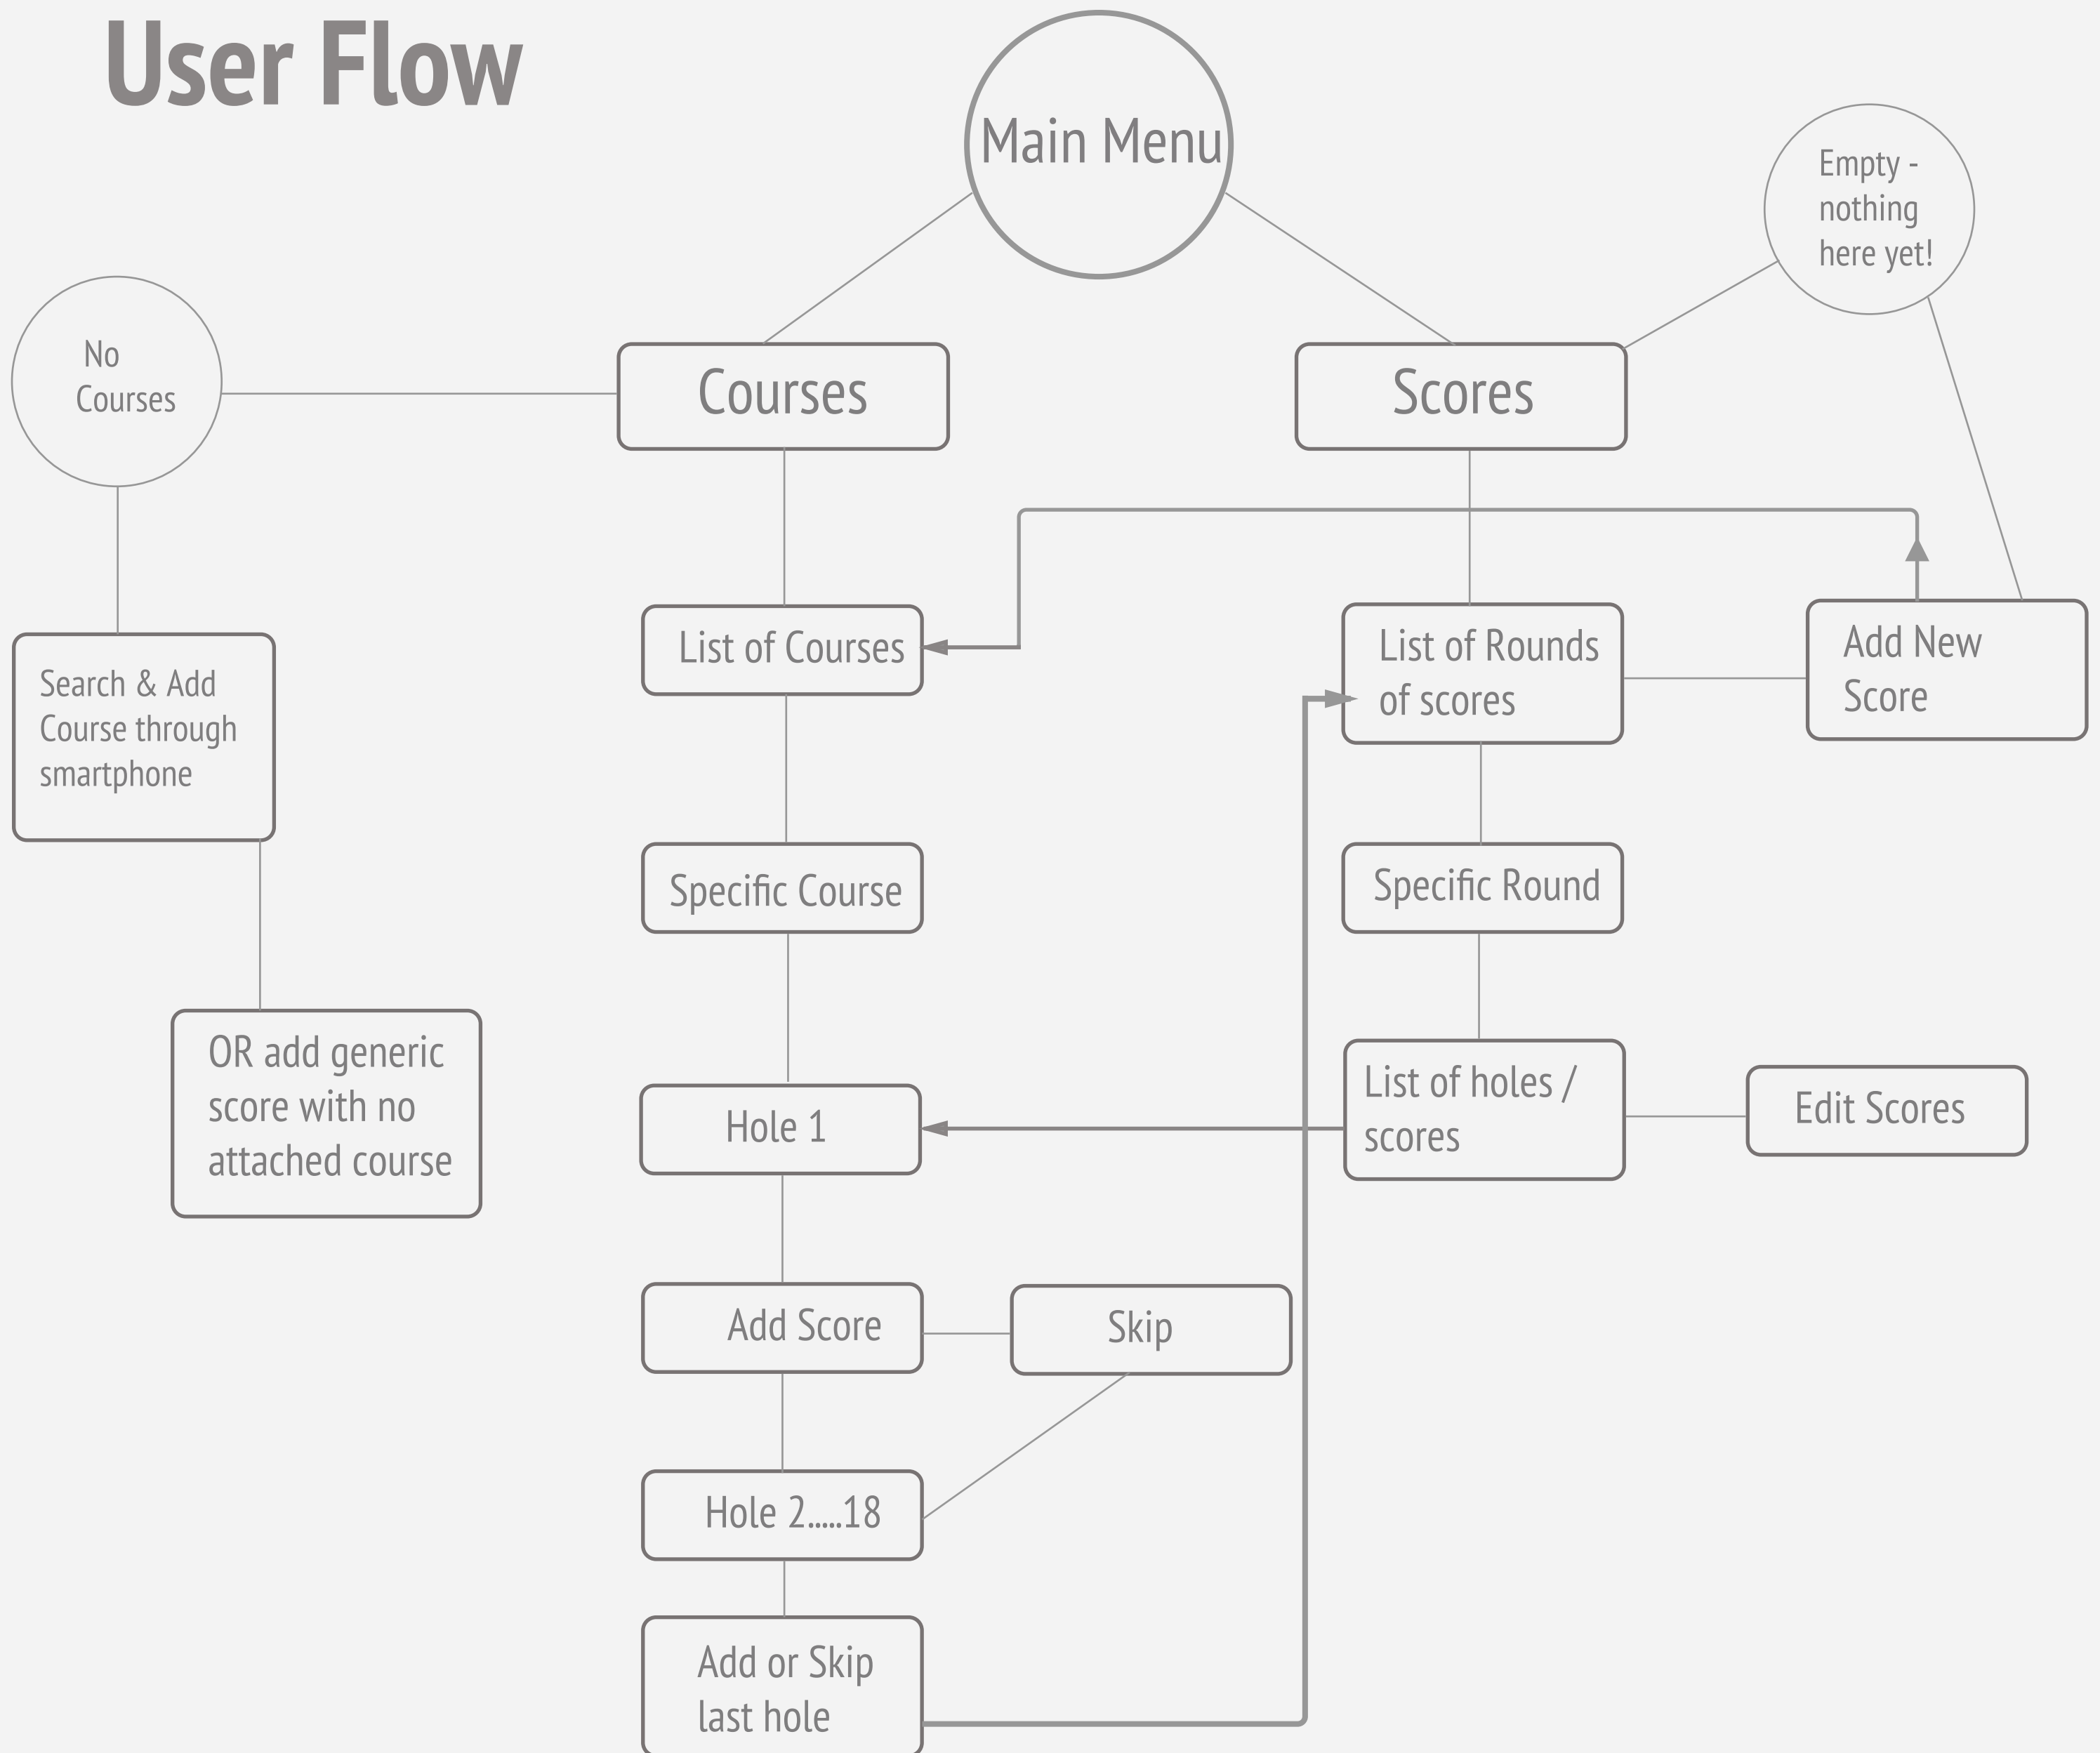 User Flow
Main Menu
Empty -
nothing
here yet!
No
Courses
Courses
Scores
List of Courses
List of Rounds
of scores
Add New
Score
Search & Add
Course through
smartphone
Specific Course
Specific Round
OR add generic
score with no
attached course
Hole 1
List of holes /
scores
Edit Scores
Add Score
Skip
Hole 2.....18
Add or Skip
last hole